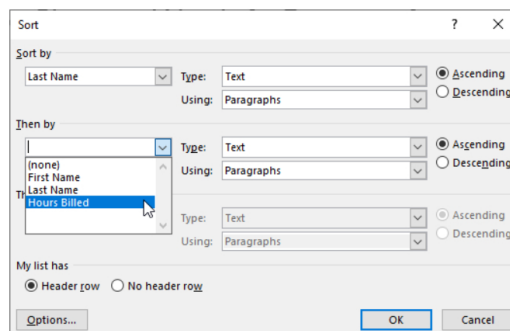 Sort ? ×
Sort by
Last Name Type: Text Ascending
Using: Paragraphs Descending
Then by
Type: Text Ascending
(none) Using: Paragraphs Descending
First Name
Last Name
Hours Billed
Type: Text Ascending
Using: Paragraphs Descending
My list has
Header row No header row
Options... OK Cancel